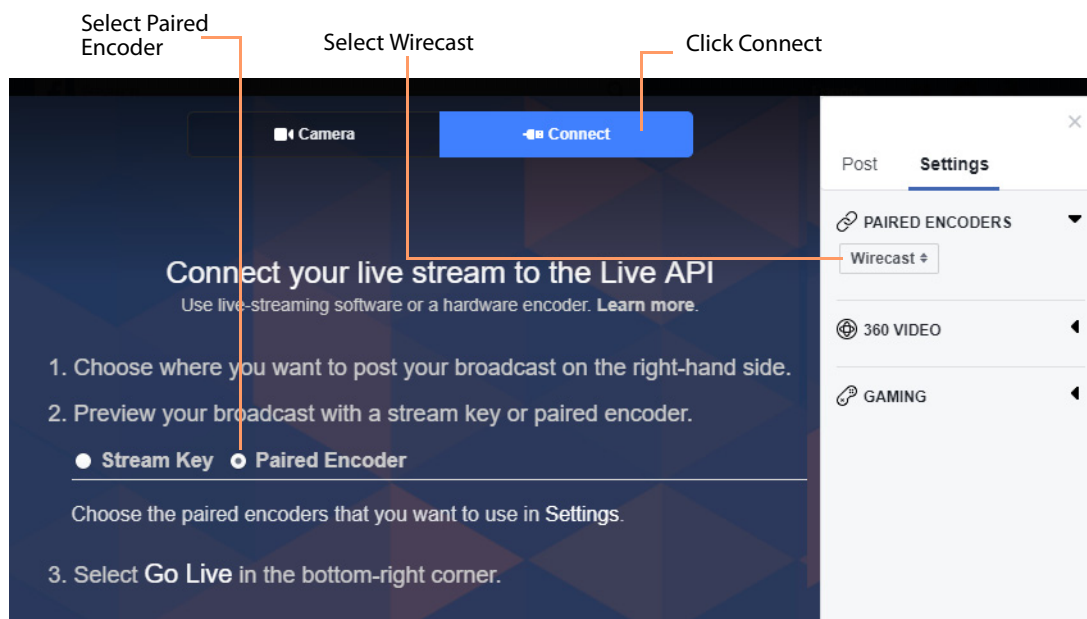 Select Paired
Encoder
Select Wirecast
Click Connect
Camera
Connect
Post
Settings
PAIRED ENCODERS
Wirecast
360 VIDEO
GAMING
Connect your live stream to the Live API
Use live-streaming software or a hardware encoder. Learn more.
1. Choose where you want to post your broadcast on the right-hand side.
2. Preview your broadcast with a stream key or paired encoder.
Stream Key
Paired Encoder
Choose the paired encoders that you want to use in Settings.
3. Select Go Live in the bottom-right corner.